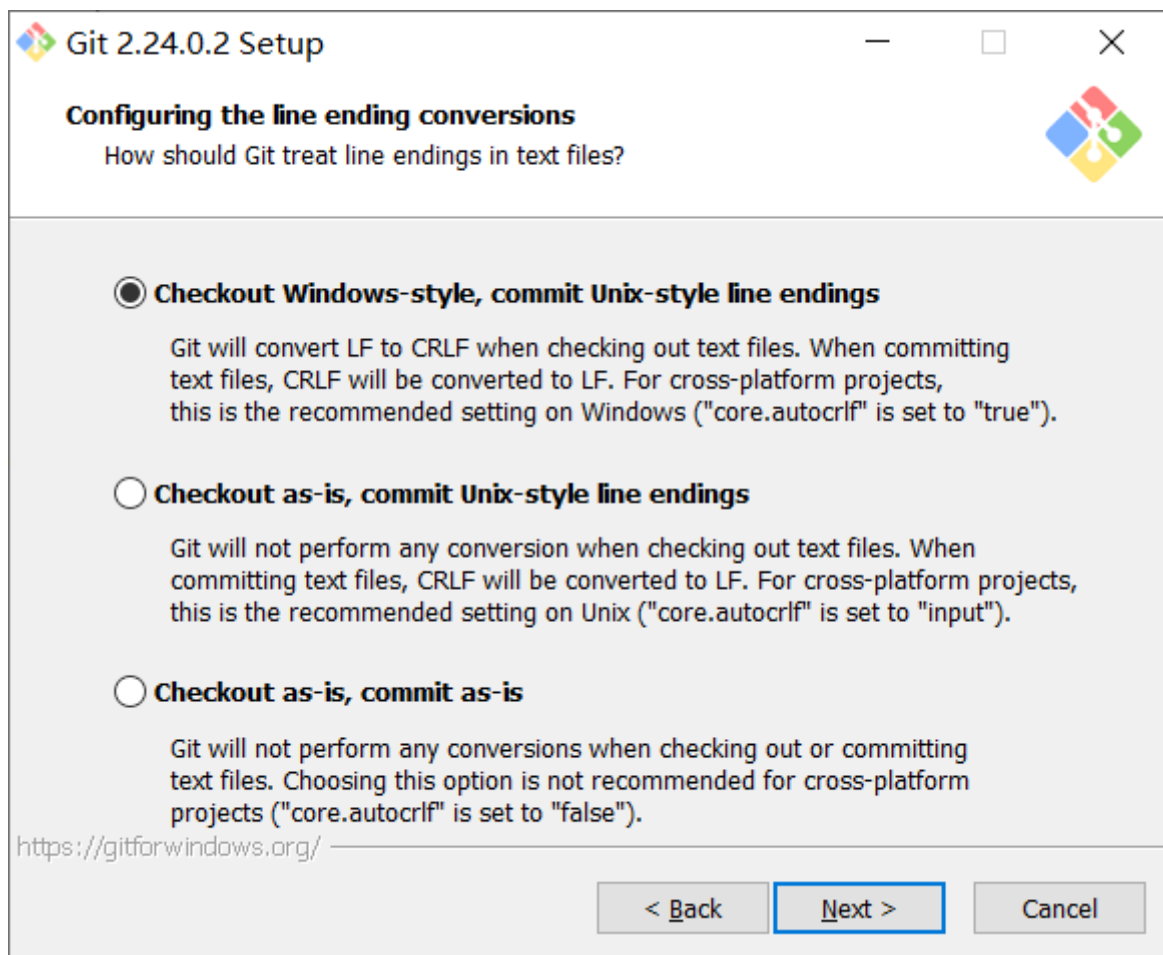 Git 2.24.0.2 Setup
Configuring the line ending conversions
How should Git treat line endings in text files?
Checkout Windows-style, commit Unix-style line endings
Git will convert LF to CRLF when checking out text files. When committing
text files, CRLF will be converted to LF. For cross-platform projects,
this is the recommended setting on Windows ("core.autocrlf" is set to "true").
Checkout as-is, commit Unix-style line endings
Git will not perform any conversion when checking out text files. When
committing text files, CRLF will be converted to LF. For cross-platform projects,
this is the recommended setting on Unix ("core.autocrlf" is set to "input").
Checkout as-is, commit as-is
Git will not perform any conversions when checking out or committing
text files. Choosing this option is not recommended for cross-platform
projects ("core.autocrlf" is set to "false").
https://gitforwindows.org/
< Back Next > Cancel